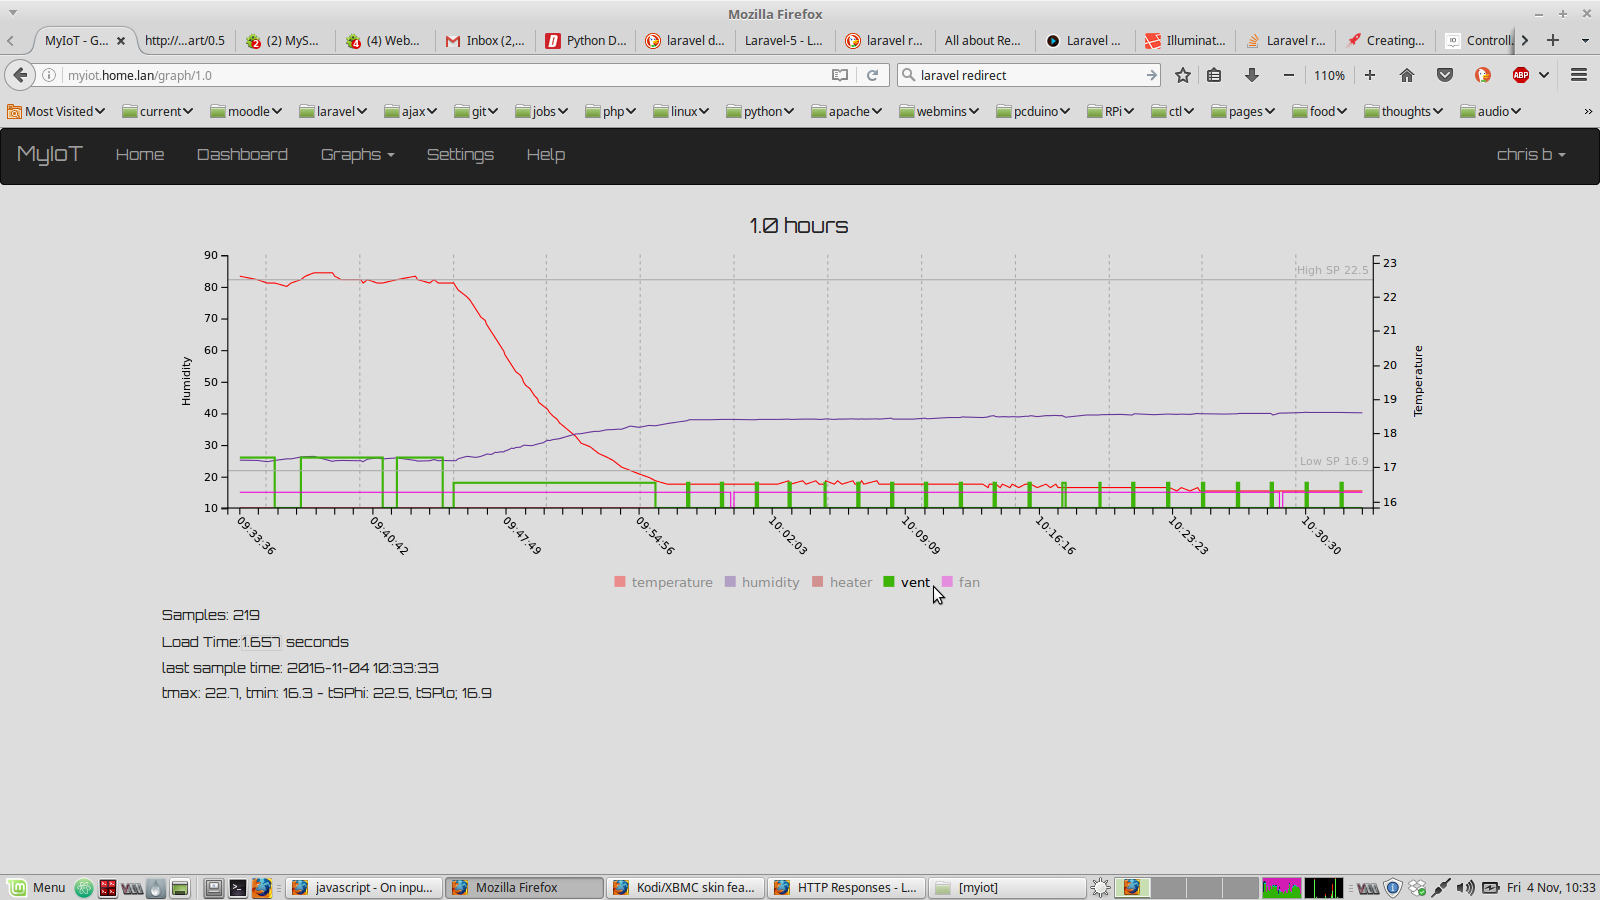 Mozilla Firefox
MyIoT - G... http://...art/0.5 (2) MyS... (4) Web... Inbox (2,... Python D... laravel d... Laravel-5 - L... laravel r... All about Re... Laravel ... Illuminat... Laravel r... Creating... Controll.
myiot.home.lan/graph/1.0 laravel redirect 110% ABP
Most Visited current moodle laravel ajax git jobs php linux python apache webmins pcduino RPi ctl pages food thoughts audio »
MyIoT Home Dashboard Graphs Settings Help chris b
1.0 hours
90 80 70 60 50 40 30 20 10
Humidity
High SP 22.5
Low SP 16.9
23 22 21 20 19 18 17 16
Temperature
09:33:36 09:40:42 09:47:49 09:54:56 10:02:03 10:09:09 10:16:16 10:23:23 10:30:30
temperature humidity heater vent fan
Samples: 219
Load Time:1.657 seconds
last sample time: 2016-11-04 10:33:33
tmax: 22.7, tmin: 16.3 - tSPhi: 22.5, tSPlo; 16.9
Menu javascript - On inpu... Mozilla Firefox Kodi/XBMC skin fea... HTTP Responses - L... [myiot] Fri 4 Nov, 10:33